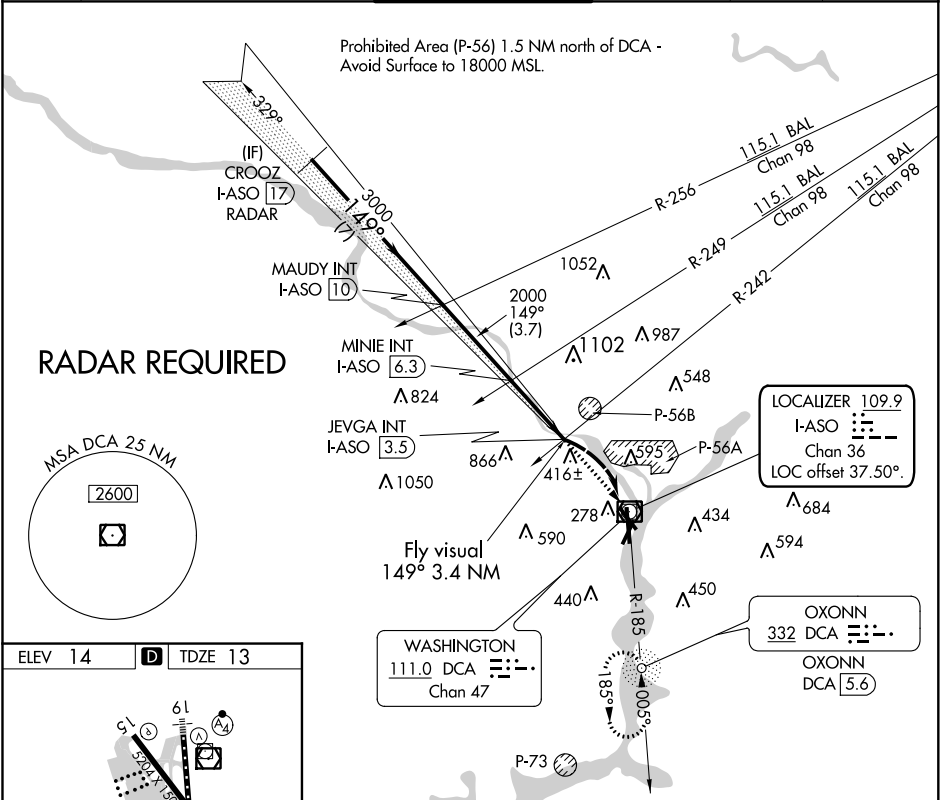 Prohibited Area (P-56) 1.5 NM north of DCA -
Avoid Surface to 18000 MSL.
329°
(IF)
CROOZ
I-ASO 17
RADAR
3000
149°
(7)
115.1 BAL
Chan 98
R-256
115.1 BAL
Chan 98
R-249
115.1 BAL
Chan 98
R-242
MAUDY INT
I-ASO 10
1052
2000
149°
(3.7)
RADAR REQUIRED
MINIE INT
I-ASO 6.3
1102
987
824
548
P-56B
JEVGA INT
I-ASO 3.5
866
416±
595
P-56A
LOCALIZER 109.9
I-ASO
Chan 36
LOC offset 37.50°.
MSA DCA 25 NM
2600
1050
278
434
684
590
594
Fly visual
149° 3.4 NM
440
450
R-185
WASHINGTON
111.0 DCA
Chan 47
OXONN
332 DCA
OXONN
DCA 5.6
185°
005°
P-73
ELEV 14
D
TDZE 13
15
19
P
V
A4
5204 X 150